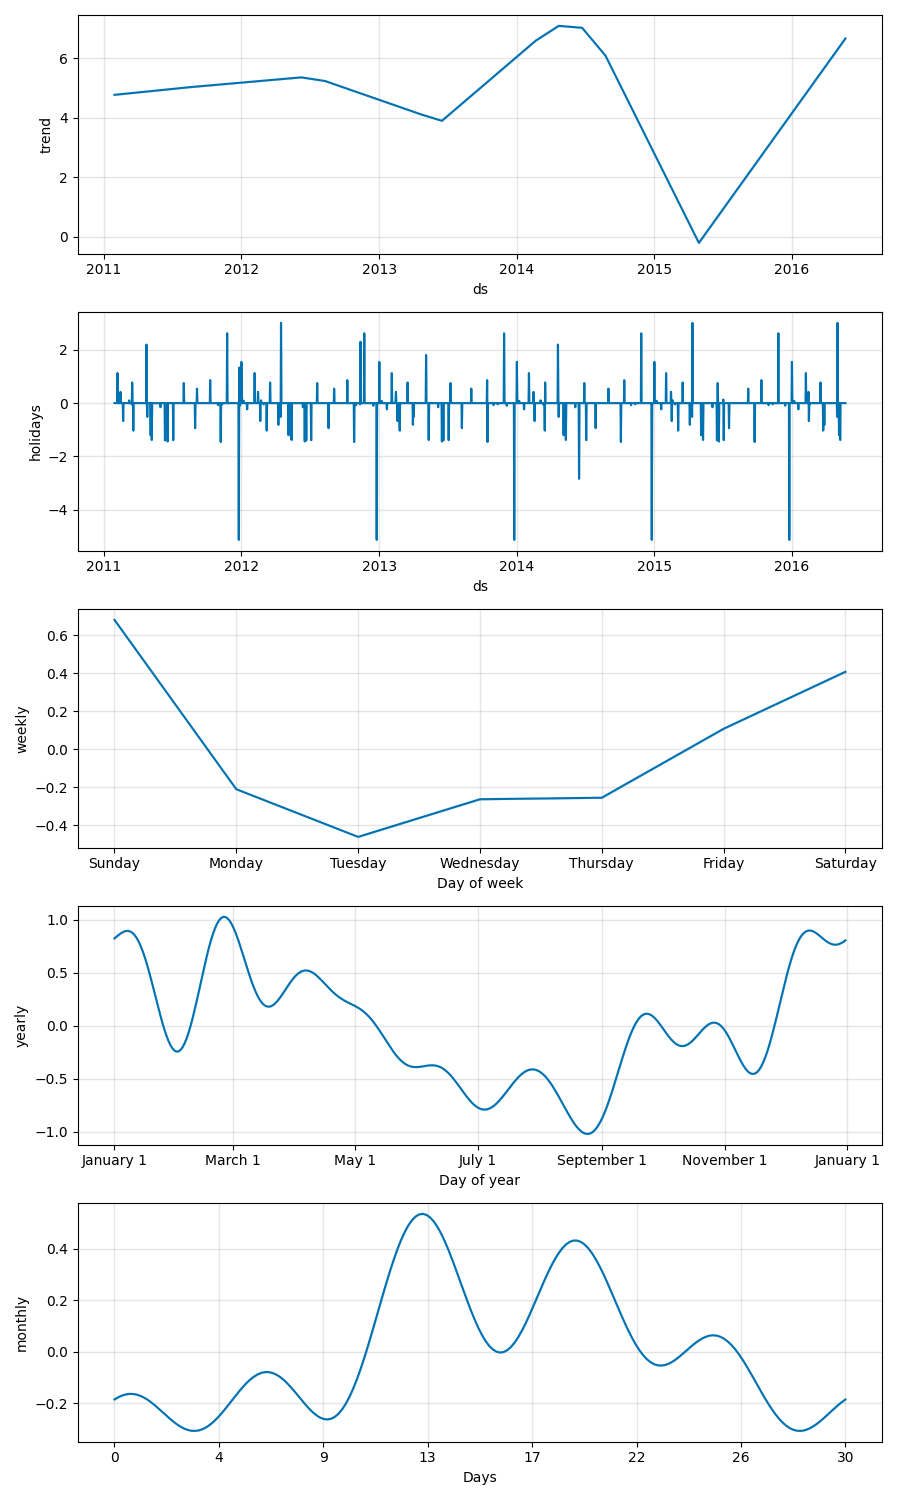 6
4
2
0
trend
2011 2012 2013 2014 2015 2016
ds
2
0
−2
−4
holidays
2011 2012 2013 2014 2015 2016
ds
0.6
0.4
0.2
0.0
−0.2
−0.4
weekly
Sunday Monday Tuesday Wednesday Thursday Friday Saturday
Day of week
1.0
0.5
0.0
−0.5
−1.0
yearly
January 1 March 1 May 1 July 1 September 1 November 1 January 1
Day of year
0.4
0.2
0.0
−0.2
monthly
0 4 9 13 17 22 26 30
Days